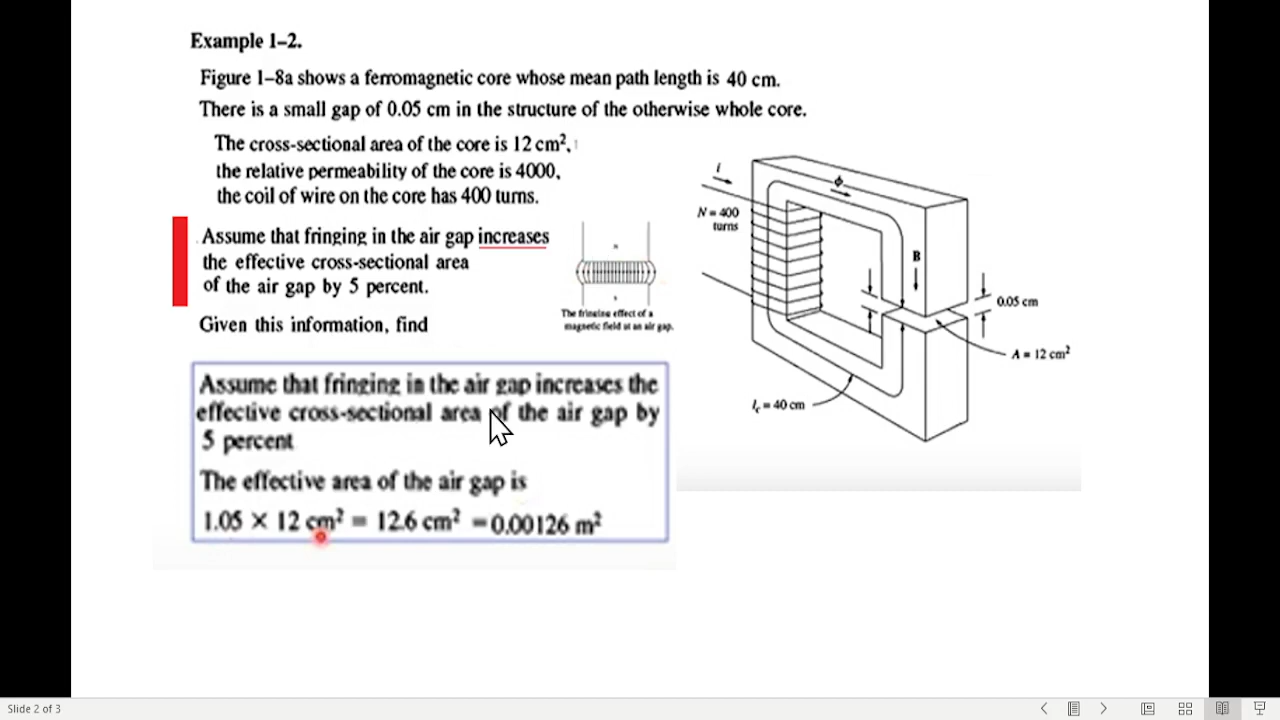 Example 1–2.
Figure 1–8a shows a ferromagnetic core whose mean path length is 40 cm.
There is a small gap of 0.05 cm in the structure of the otherwise whole core.
The cross-sectional area of the core is 12 cm²,
the relative permeability of the core is 4000,
the coil of wire on the core has 400 turns.
Assume that fringing in the air gap increases
the effective cross-sectional area
of the air gap by 5 percent.
Given this information, find
The fringing effect of a
magnetic field at an air gap.
i
ϕ
N = 400
turns
B
0.05 cm
A = 12 cm²
l_c = 40 cm
Assume that fringing in the air gap increases the
effective cross-sectional area of the air gap by
5 percent
The effective area of the air gap is
1.05 × 12 cm² = 12.6 cm² = 0.00126 m²
Slide 2 of 3